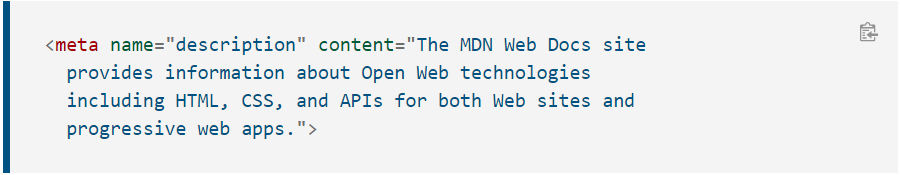 <meta name="description" content="The MDN Web Docs site
provides information about Open Web technologies
including HTML, CSS, and APIs for both Web sites and
progressive web apps.">